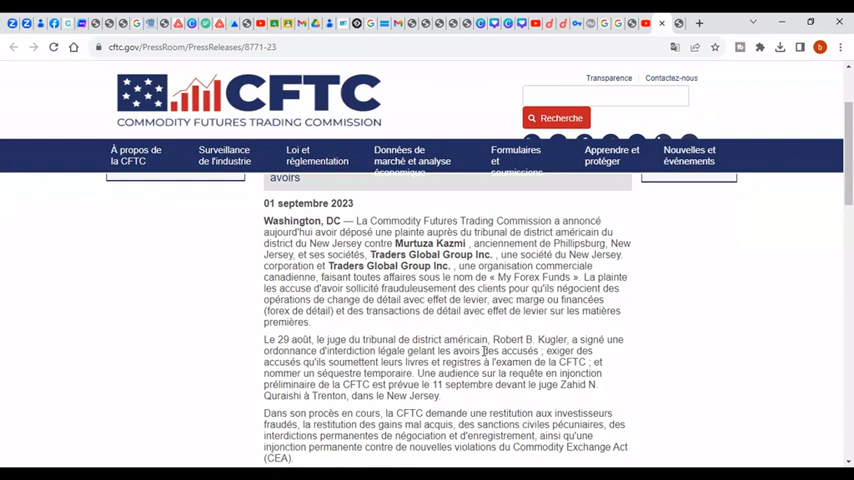 cftc.gov/PressRoom/PressReleases/8771-23
b
CFTC
COMMODITY FUTURES TRADING COMMISSION
Transparence Contactez-nous
Recherche
À propos de la CFTC
Surveillance de l'industrie
Loi et réglementation
Données de marché et analyse économique
Formulaires et soumissions
Apprendre et protéger
Nouvelles et événements
avoirs
01 septembre 2023
Washington, DC — La Commodity Futures Trading Commission a annoncé
aujourd'hui avoir déposé une plainte auprès du tribunal de district américain du
district du New Jersey contre Murtuza Kazmi , anciennement de Phillipsburg, New
Jersey, et ses sociétés, Traders Global Group Inc. , une société du New Jersey.
corporation et Traders Global Group Inc. , une organisation commerciale
canadienne, faisant toutes affaires sous le nom de « My Forex Funds ». La plainte
les accuse d'avoir sollicité frauduleusement des clients pour qu'ils négocient des
opérations de change de détail avec effet de levier, avec marge ou financées
(forex de détail) et des transactions de détail avec effet de levier sur les matières
premières.
Le 29 août, le juge du tribunal de district américain, Robert B. Kugler, a signé une
ordonnance d'interdiction légale gelant les avoirs des accusés ; exiger des
accusés qu'ils soumettent leurs livres et registres à l'examen de la CFTC ; et
nommer un séquestre temporaire. Une audience sur la requête en injonction
préliminaire de la CFTC est prévue le 11 septembre devant le juge Zahid N.
Quraishi à Trenton, dans le New Jersey.
Dans son procès en cours, la CFTC demande une restitution aux investisseurs
fraudés, la restitution des gains mal acquis, des sanctions civiles pécuniaires, des
interdictions permanentes de négociation et d'enregistrement, ainsi qu'une
injonction permanente contre de nouvelles violations du Commodity Exchange Act
(CEA).